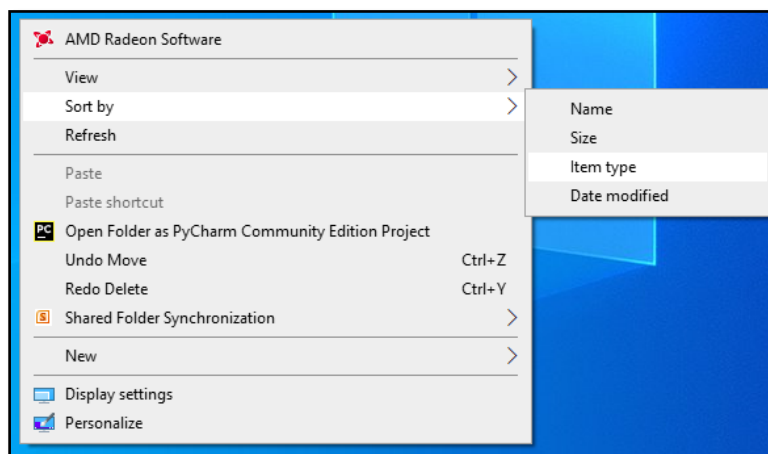 AMD Radeon Software
View
Sort by
Refresh
Paste
Paste shortcut
PC Open Folder as PyCharm Community Edition Project
Undo Move Ctrl+Z
Redo Delete Ctrl+Y
S Shared Folder Synchronization
New
Display settings
Personalize
Name
Size
Item type
Date modified